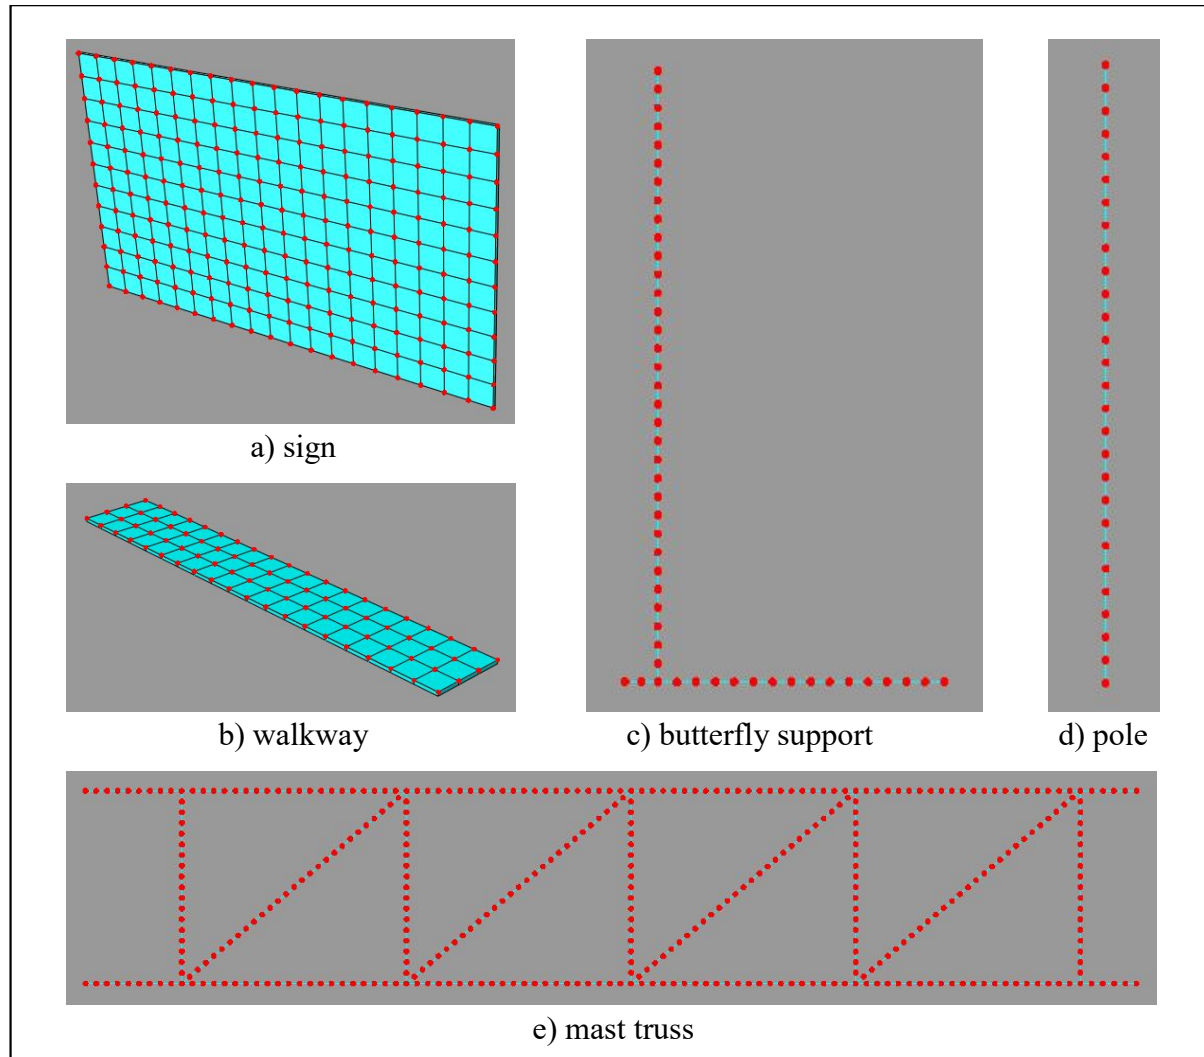 a) sign
b) walkway
c) butterfly support
d) pole
e) mast truss